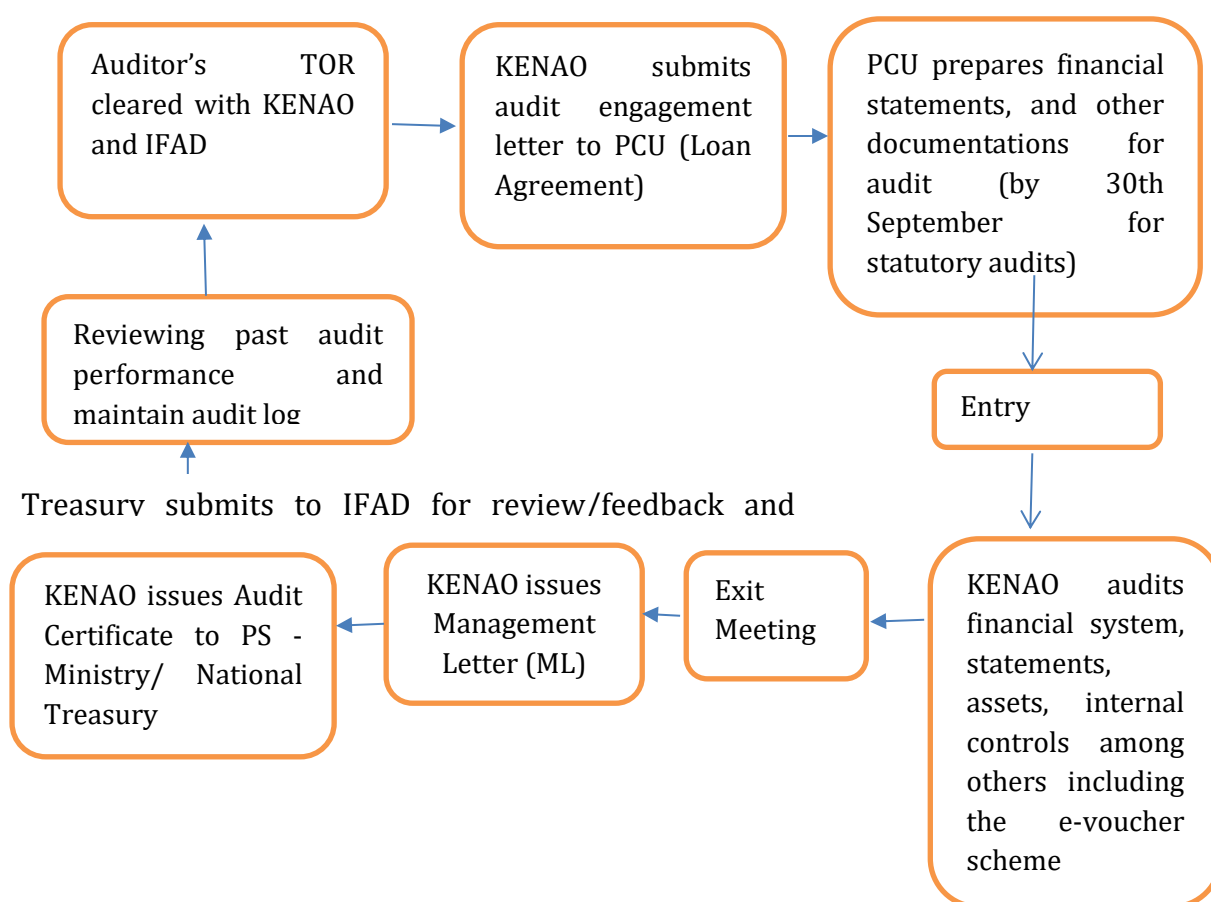 Auditor’s TOR
cleared with KENAO
and IFAD
KENAO submits
audit engagement
letter to PCU (Loan
Agreement)
PCU prepares financial
statements, and other
documentations for
audit (by 30th
September for
statutory audits)
Entry
KENAO audits
financial system,
statements,
assets, internal
controls among
others including
the e-voucher
scheme
Exit
Meeting
KENAO issues
Management
Letter (ML)
KENAO issues Audit
Certificate to PS -
Ministry/ National
Treasury
Treasury submits to IFAD for review/feedback and
Reviewing past audit
performance and
maintain audit log